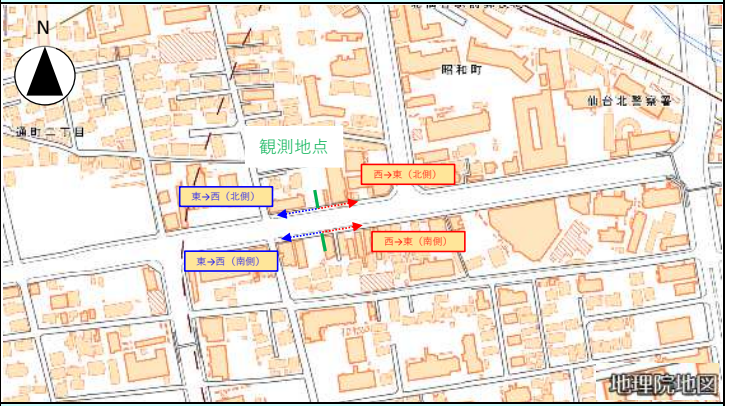 N
昭和町
仙台北警察署
通町二丁目
観測地点
西→東（北側）
東→西（北側）
西→東（南側）
東→西（南側）
地理院地図